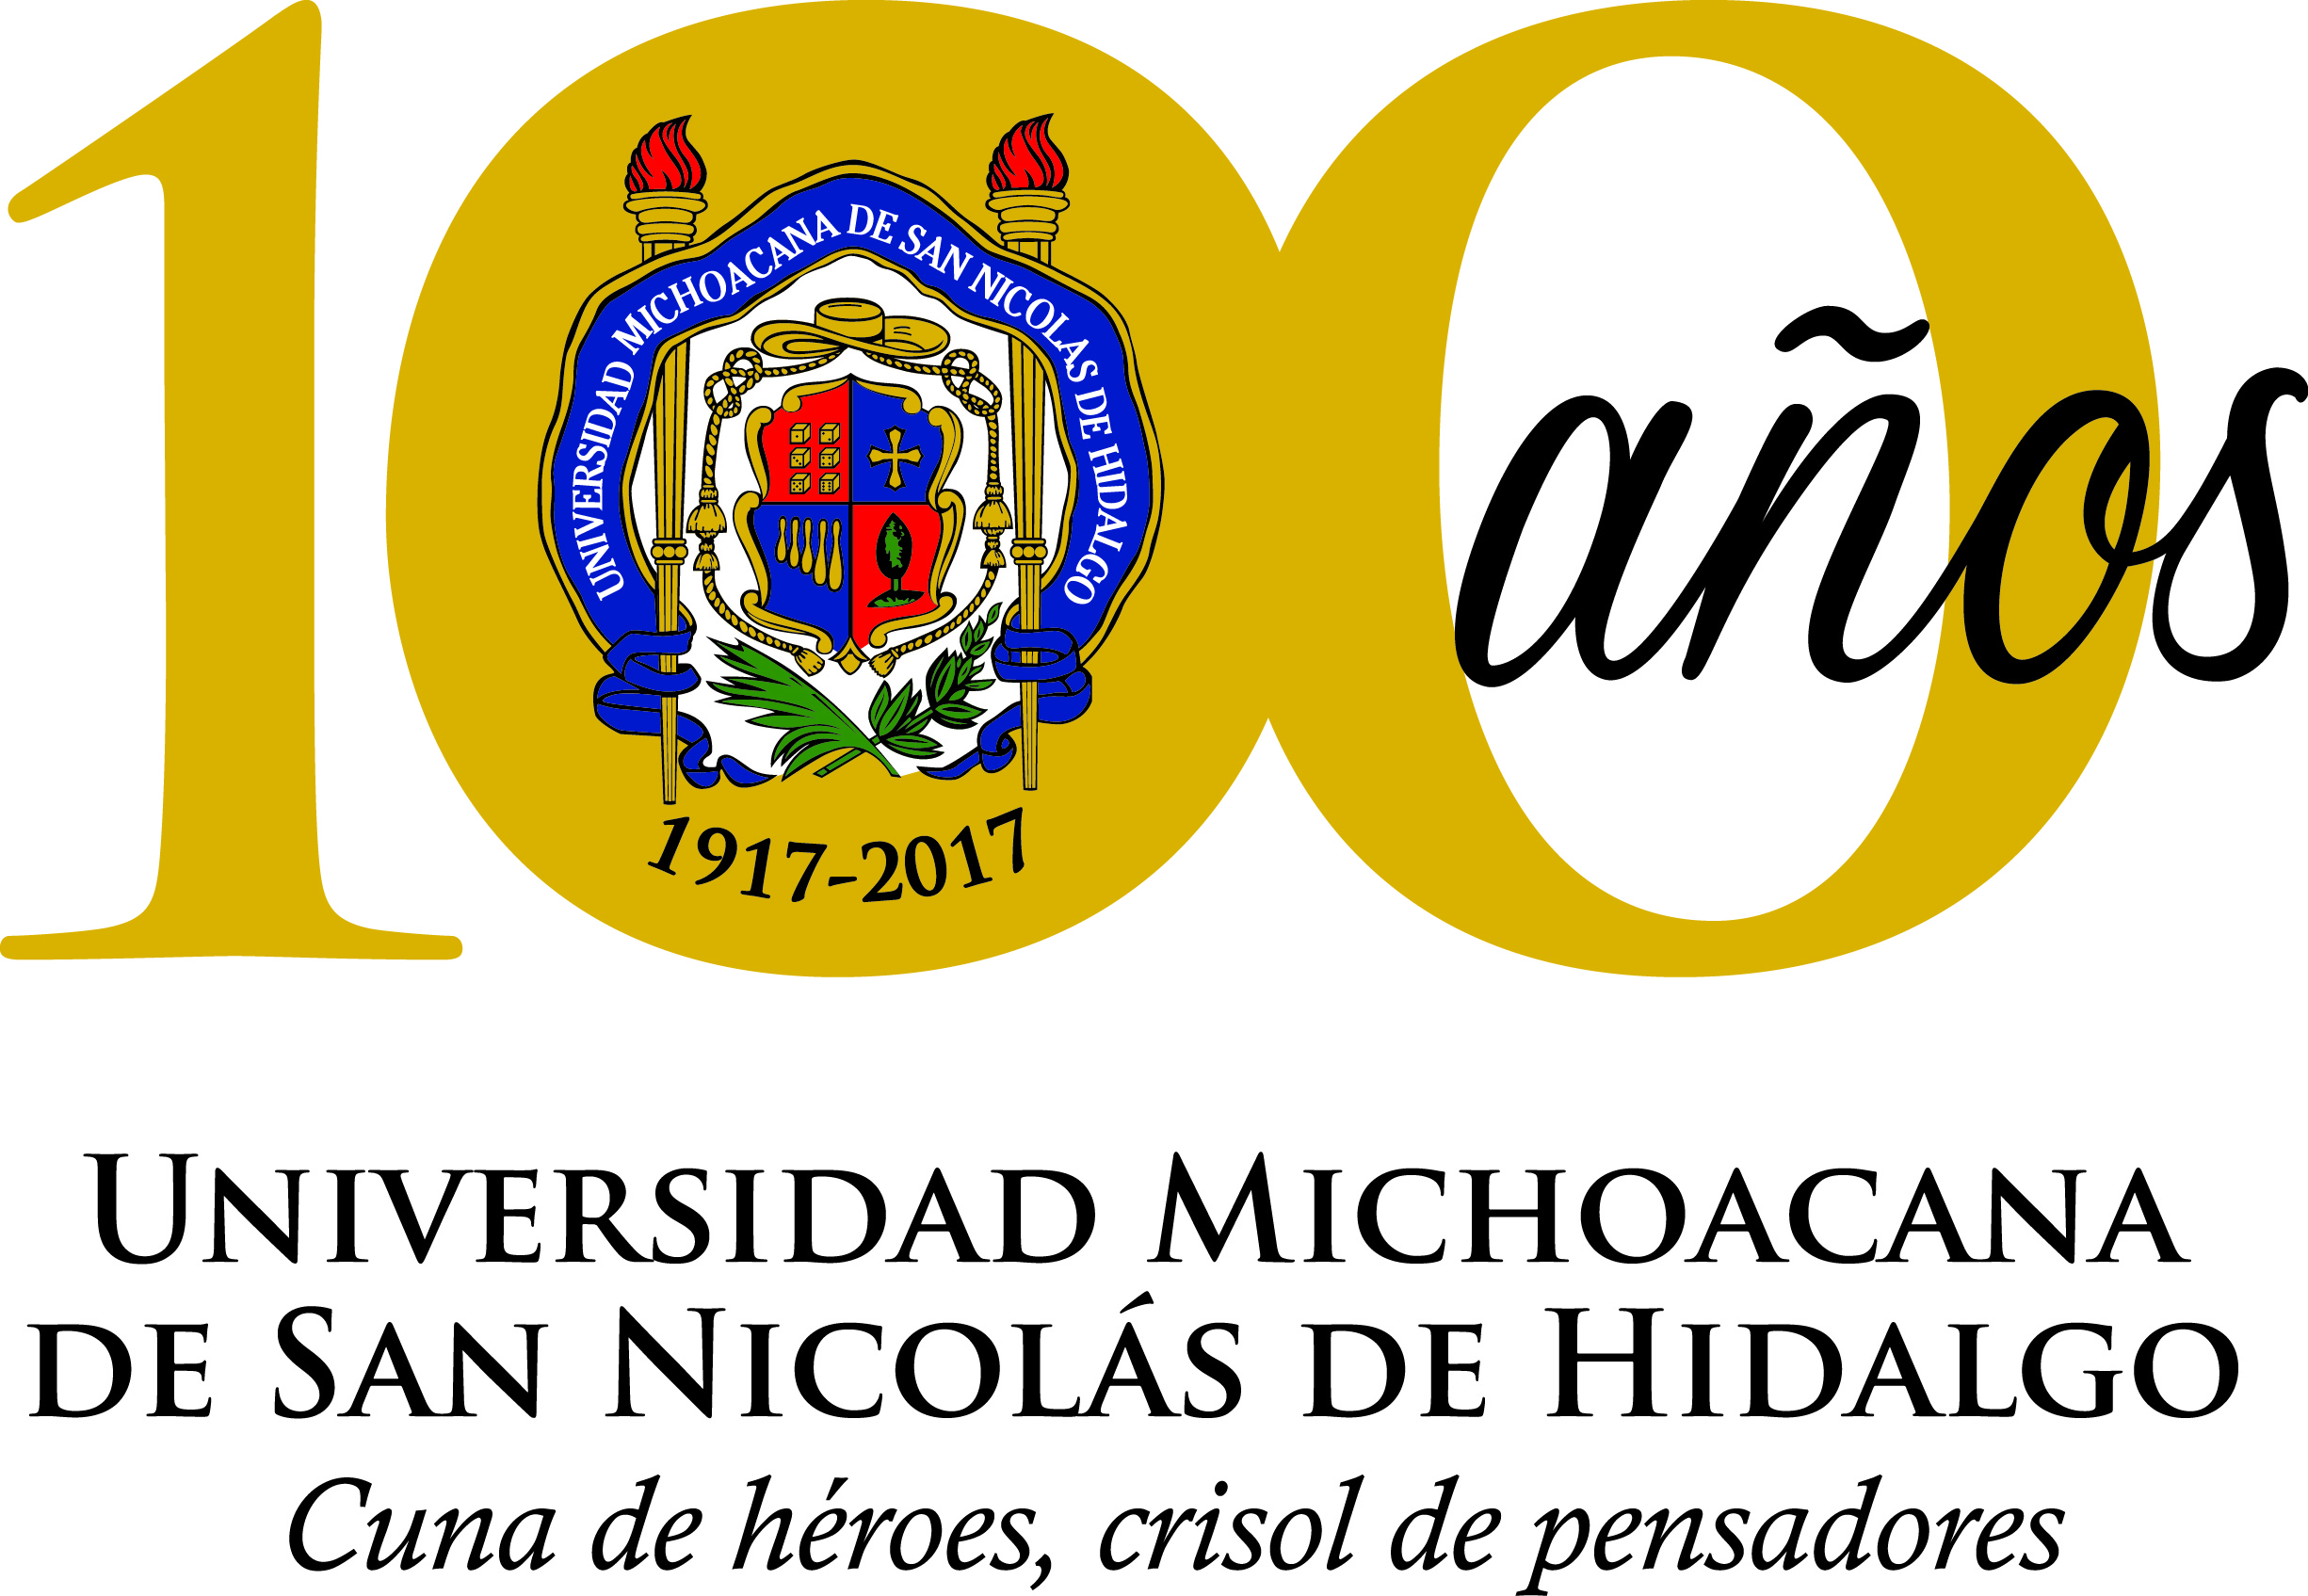 100 años
UNIVERSIDAD MICHOACANA DE SAN NICOLAS DE HIDALGO
1917-2017
UNIVERSIDAD MICHOACANA
DE SAN NICOLÁS DE HIDALGO
Cuna de héroes, crisol de pensadores